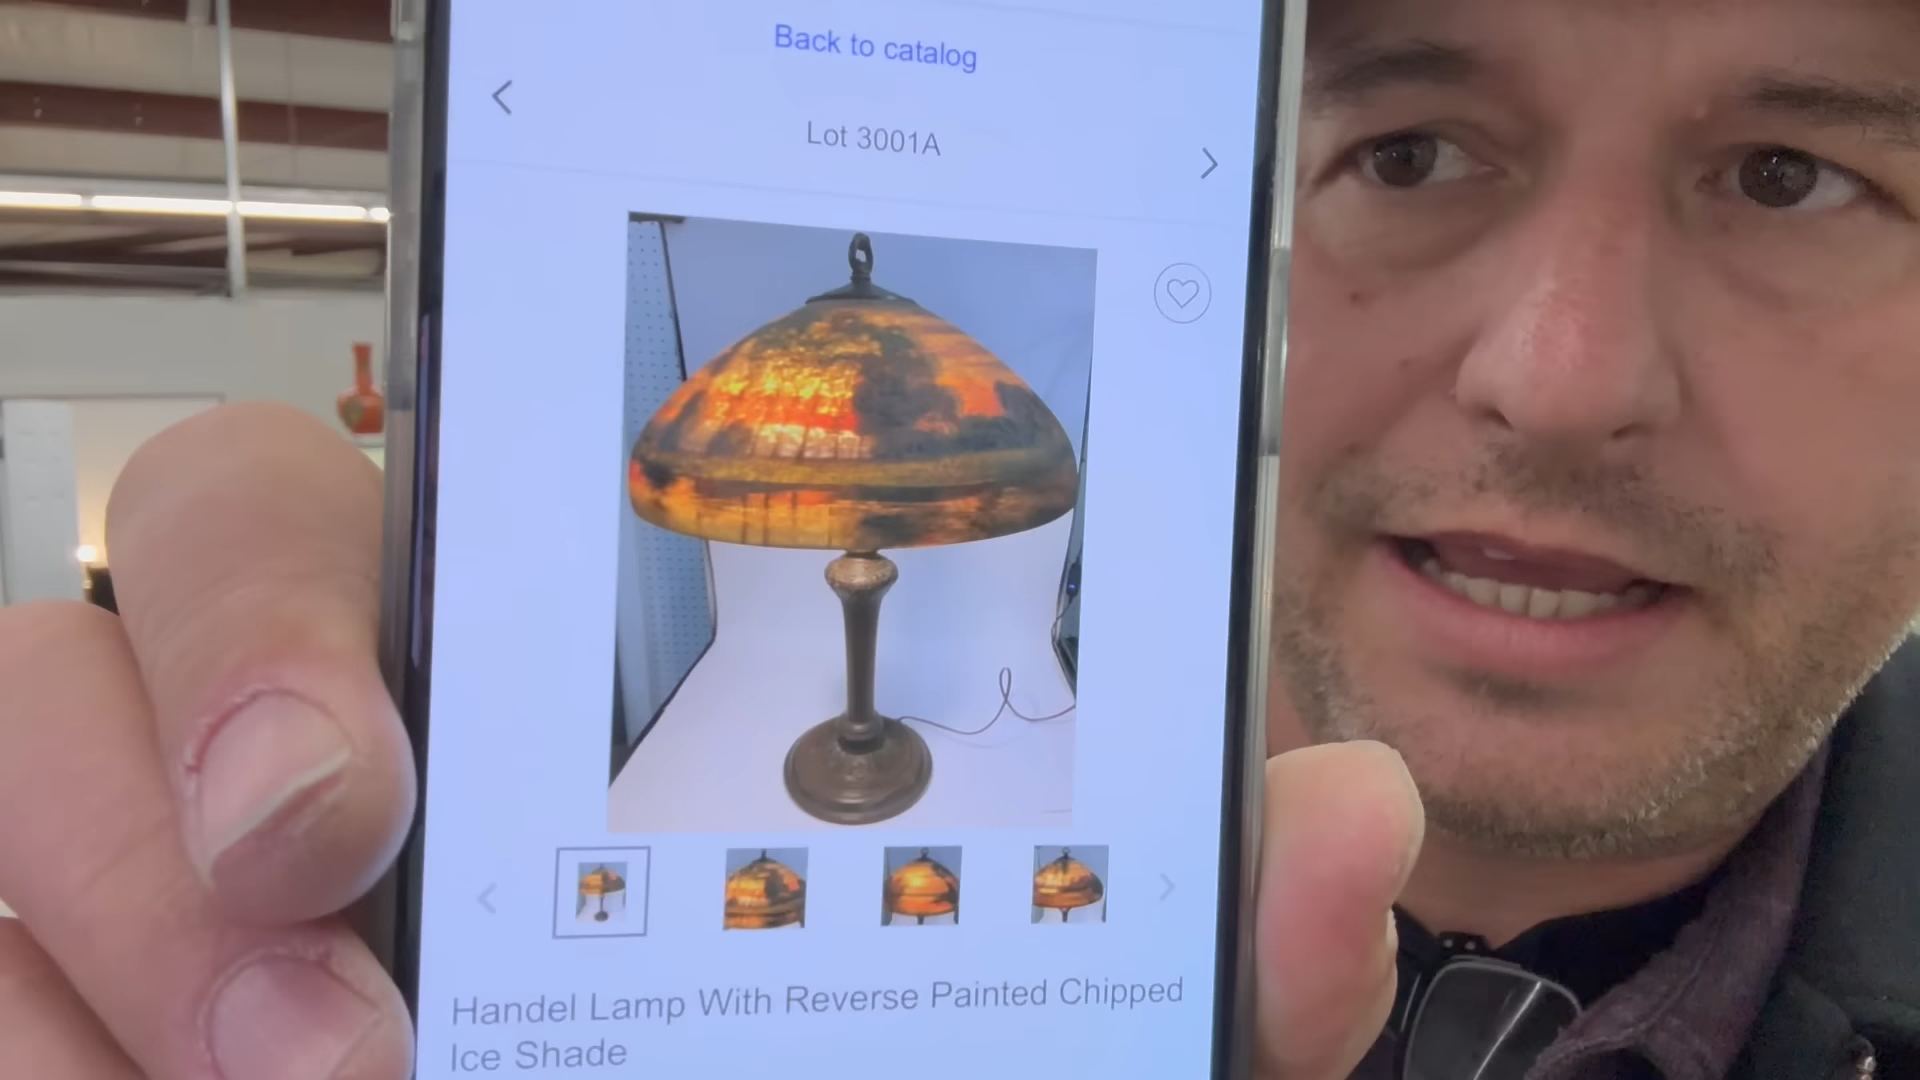 Back to catalog
Lot 3001A
Handel Lamp With Reverse Painted Chipped
Ice Shade